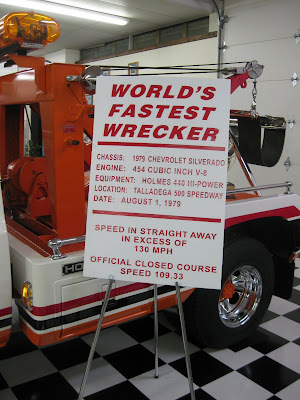 WORLD'S
FASTEST
WRECKER
CHASSIS: 1979 CHEVROLET SILVERADO
ENGINE: 454 CUBIC INCH V-8
EQUIPMENT: HOLMES 440 III-POWER
LOCATION: TALLADEGA 500 SPEEDWAY
DATE: AUGUST 1, 1979
SPEED IN STRAIGHT AWAY
IN EXCESS OF
130 MPH
OFFICIAL CLOSED COURSE
SPEED 109.33